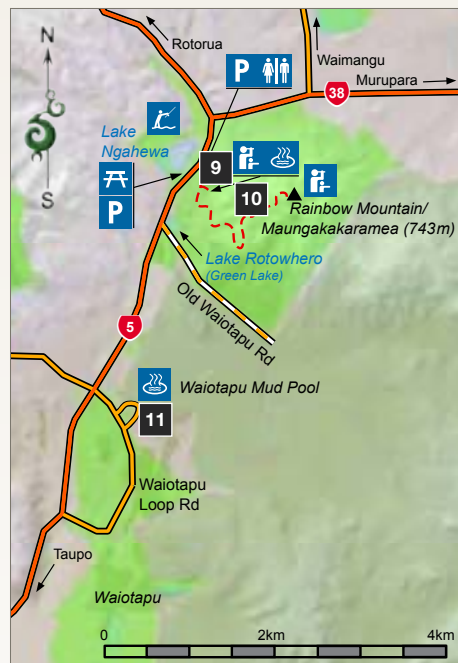 N
Rotorua
Waimangu
P
Murupara
38
Lake
Ngahewa
9
P
10
Rainbow Mountain/
Maungakakaramea (743m)
S
Lake Rotowhero
(Green Lake)
Old Waiotapu Rd
5
Waiotapu Mud Pool
11
Waiotapu
Loop Rd
Taupo
Waiotapu
0
2km
4km